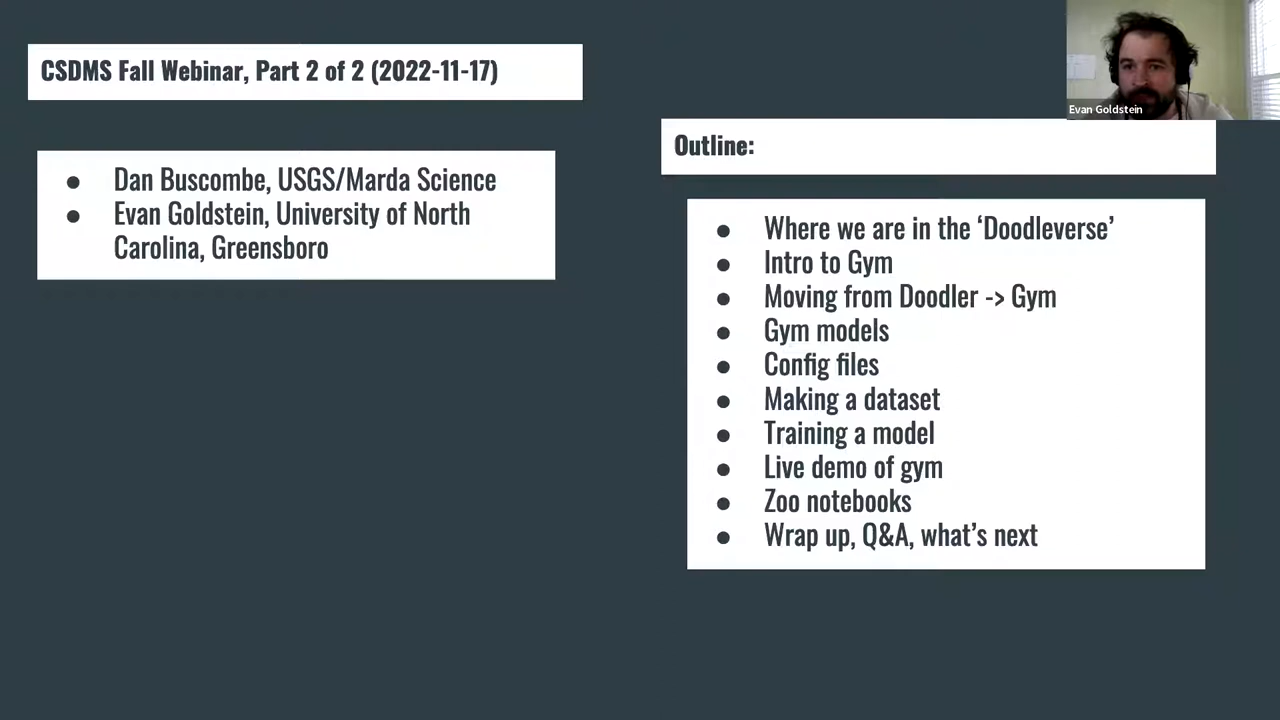 CSDMS Fall Webinar, Part 2 of 2 (2022-11-17)
● Dan Buscombe, USGS/Marda Science
● Evan Goldstein, University of North
Carolina, Greensboro
Evan Goldstein
Outline:
● Where we are in the ‘Doodleverse’
● Intro to Gym
● Moving from Doodler -> Gym
● Gym models
● Config files
● Making a dataset
● Training a model
● Live demo of gym
● Zoo notebooks
● Wrap up, Q&A, what’s next